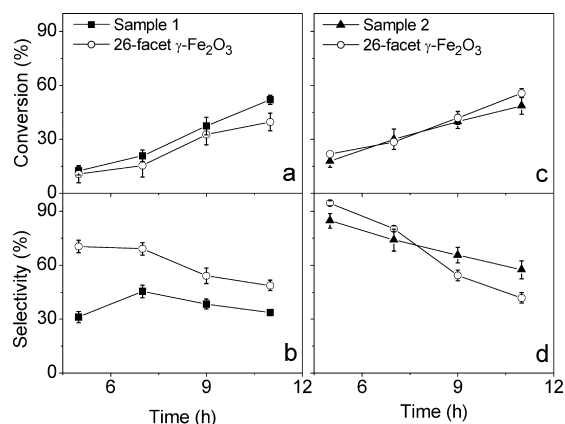 90
Sample 1
26-facet γ-Fe₂O₃
60
30
0
Conversion (%)
a
Sample 2
26-facet γ-Fe₂O₃
c
90
60
30
0
Selectivity (%)
b
d
6 9 12
6 9 12
Time (h)
Time (h)